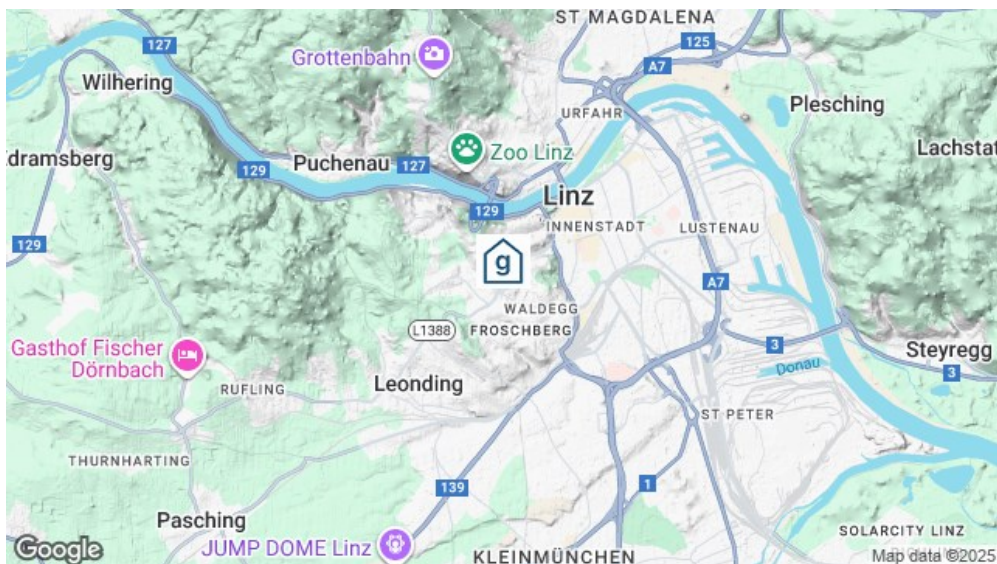 ST MAGDALENA
127
125
Grottenbahn
A7
Wilhering
Plesching
URFAHR
Lachstat
Zoo Linz
Puchenau
127
129
Linz
129
INNENSTADT
LUSTENAU
129
g
A7
WALDEGG
L1388
FROSCHBERG
Gasthof Fischer
Dörnbach
3
Steyregg
Donau
3
Leonding
RUFLING
ST PETER
THURNHARTING
139
1
Pasching
SOLARCITY LINZ
Google
JUMP DOME Linz
KLEINMÜNCHEN
Map data ©2025